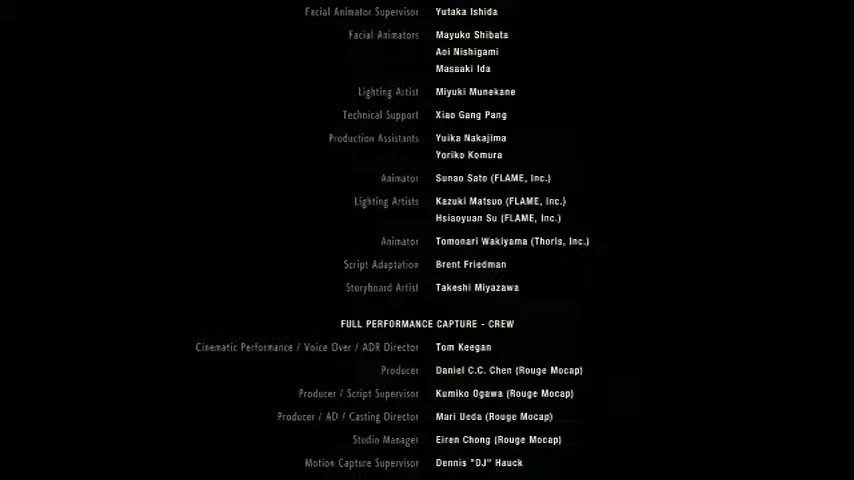 Facial Animator Supervisor Yutaka Ishida
Facial Animators Mayuko Shibata
Aoi Nishigami
Masaaki Ida
Lighting Artist Miyuki Munekane
Technical Support Xiao Gang Pang
Production Assistants Yuika Nakajima
Yoriko Komura
Animator Sunao Sato (FLAME, Inc.)
Lighting Artists Kazuki Matsuo (FLAME, Inc.)
Hsiaoyuan Su (FLAME, Inc.)
Animator Tomonari Wakiyama (Thoris, Inc.)
Script Adaptation Brent Friedman
Storyboard Artist Takeshi Miyazawa
FULL PERFORMANCE CAPTURE - CREW
Cinematic Performance / Voice Over / ADR Director Tom Keegan
Producer Daniel C.C. Chen (Rouge Mocap)
Producer / Script Supervisor Kumiko Ogawa (Rouge Mocap)
Producer / AD / Casting Director Mari Ueda (Rouge Mocap)
Studio Manager Eiren Chong (Rouge Mocap)
Motion Capture Supervisor Dennis "DJ" Hauck